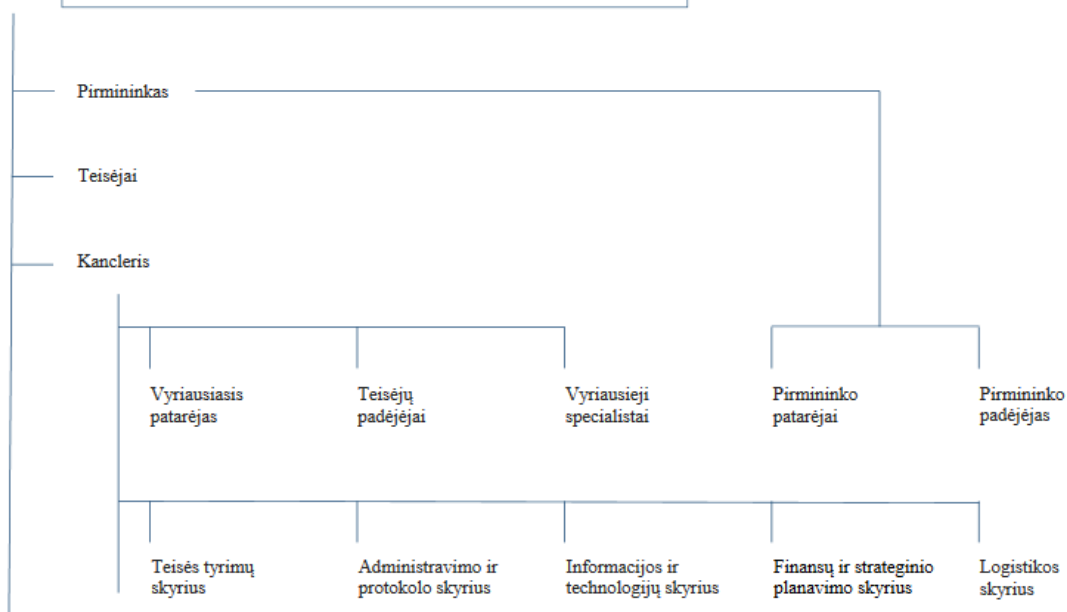 Pirmininkas
Teisėjai
Kancleris
Vyriausiasis
patarėjas
Teisėjų
padėjėjai
Vyriausieji
specialistai
Pirmininko
patarėjai
Pirmininko
padėjėjas
Teisės tyrimų
skyrius
Administravimo ir
protokolo skyrius
Informacijos ir
technologijų skyrius
Finansų ir strateginio
planavimo skyrius
Logistikos
skyrius